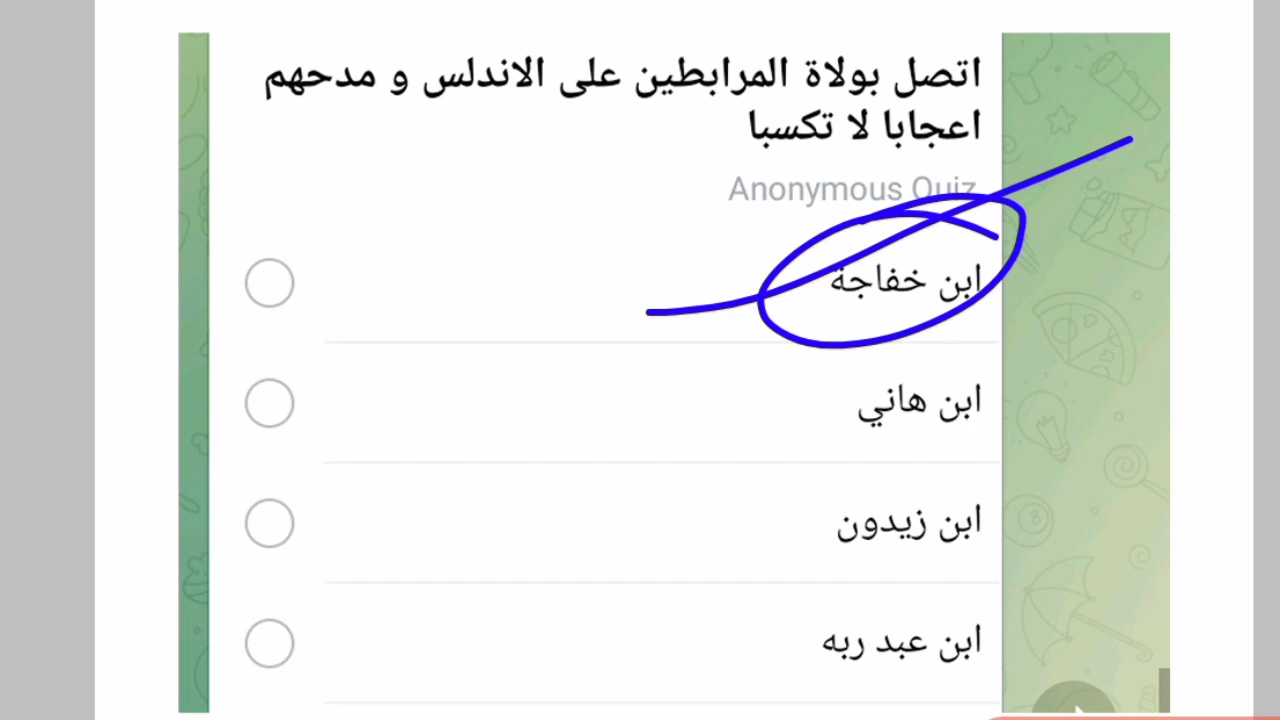 اتصل بولاة المرابطين على الاندلس و مدحهم
اعجابا لا تكسبا
Anonymous Quiz
ابن خفاجة
ابن هاني
ابن زيدون
ابن عبد ربه